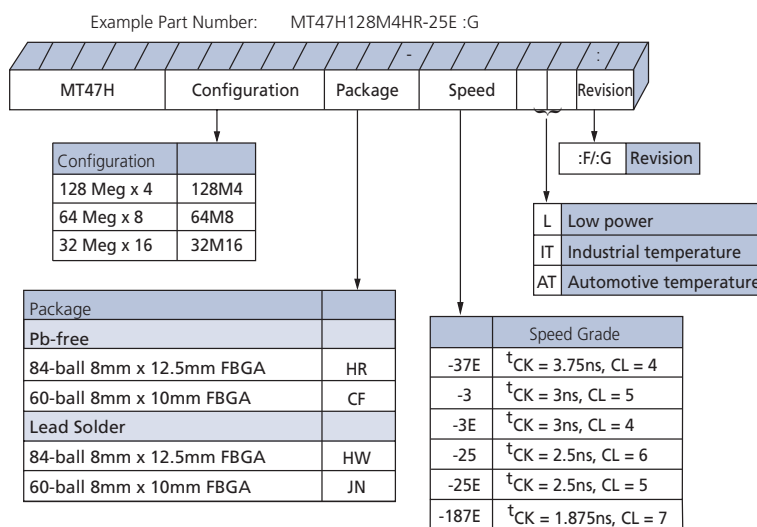 Example Part Number: MT47H128M4HR-25E :G
- :
MT47H Configuration Package Speed Revision
:F/:G Revision
Configuration
128 Meg x 4 128M4
64 Meg x 8 64M8
32 Meg x 16 32M16
L Low power
IT Industrial temperature
AT Automotive temperature
Package
Pb-free
84-ball 8mm x 12.5mm FBGA HR
60-ball 8mm x 10mm FBGA CF
Lead Solder
84-ball 8mm x 12.5mm FBGA HW
60-ball 8mm x 10mm FBGA JN
Speed Grade
-37E tCK = 3.75ns, CL = 4
-3 tCK = 3ns, CL = 5
-3E tCK = 3ns, CL = 4
-25 tCK = 2.5ns, CL = 6
-25E tCK = 2.5ns, CL = 5
-187E tCK = 1.875ns, CL = 7